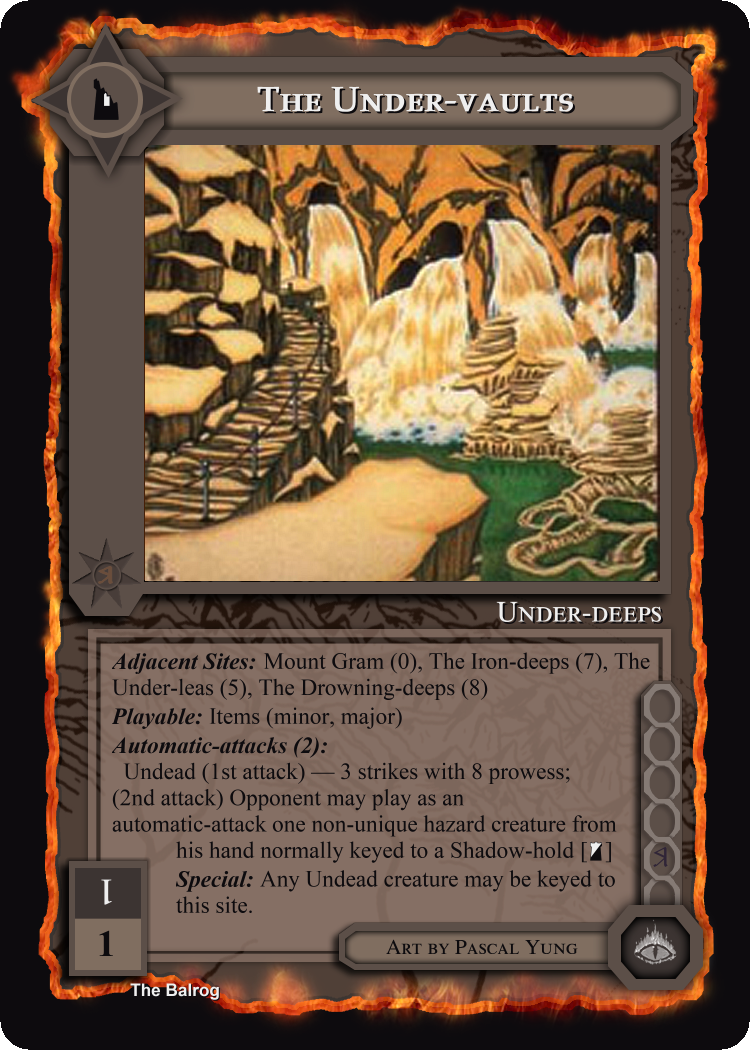 The Under-vaults
Under-deeps
Adjacent Sites: Mount Gram (0), The Iron-deeps (7), The
Under-leas (5), The Drowning-deeps (8)
Playable: Items (minor, major)
Automatic-attacks (2):
Undead (1st attack) — 3 strikes with 8 prowess;
(2nd attack) Opponent may play as an
automatic-attack one non-unique hazard creature from
his hand normally keyed to a Shadow-hold []
Special: Any Undead creature may be keyed to
this site.
1
1
Art by Pascal Yung
The Balrog